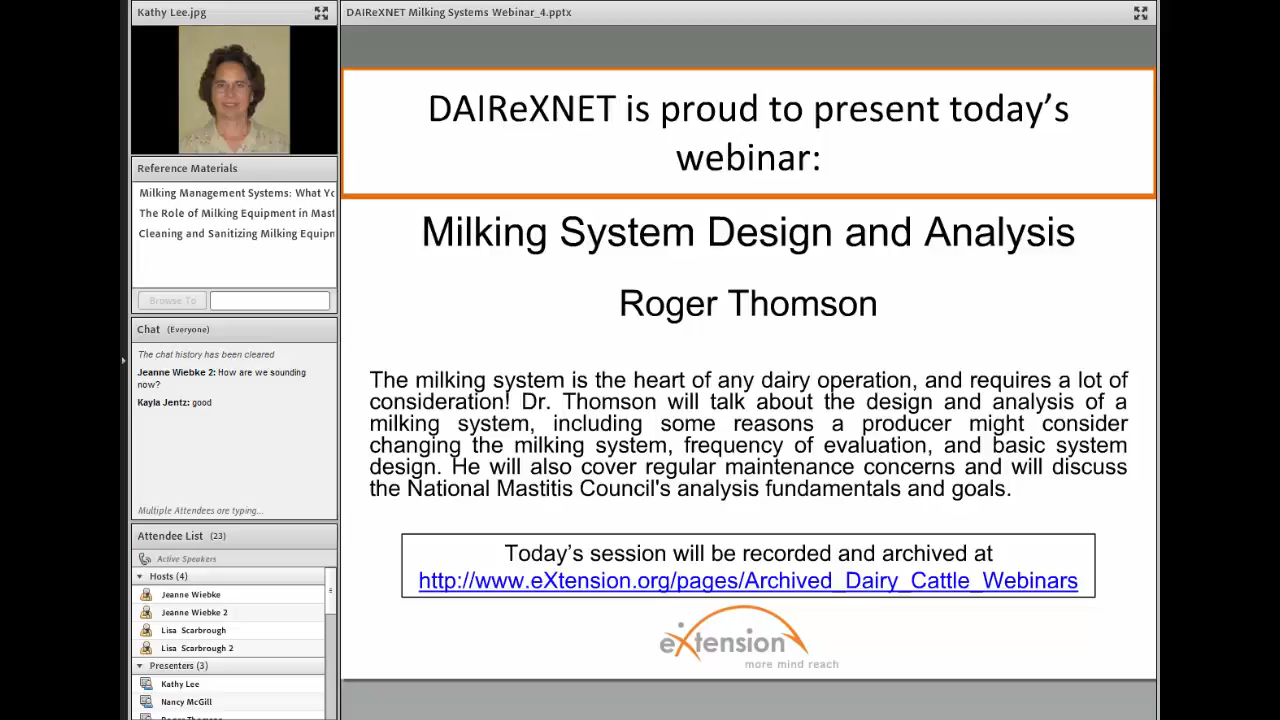 Kathy Lee.jpg
DAIReXNET Milking Systems Webinar_4.pptx
DAIReXNET is proud to present today's
webinar:
Milking System Design and Analysis
Roger Thomson
The milking system is the heart of any dairy operation, and requires a lot of
consideration! Dr. Thomson will talk about the design and analysis of a
milking system, including some reasons a producer might consider
changing the milking system, frequency of evaluation, and basic system
design. He will also cover regular maintenance concerns and will discuss
the National Mastitis Council's analysis fundamentals and goals.
Today's session will be recorded and archived at
http://www.eXtension.org/pages/Archived_Dairy_Cattle_Webinars
eXtension
more mind reach
Reference Materials
Milking Management Systems: What Yo
The Role of Milking Equipment in Mast
Cleaning and Sanitizing Milking Equipm
Browse To
Chat (Everyone)
The chat history has been cleared
Jeanne Wiebke 2: How are we sounding
now?
Kayla Jentz: good
Multiple Attendees are typing...
Attendee List (23)
Active Speakers
Hosts (4)
Jeanne Wiebke
Jeanne Wiebke 2
Lisa Scarbrough
Lisa Scarbrough 2
Presenters (3)
Kathy Lee
Nancy McGill
Roger Thomson